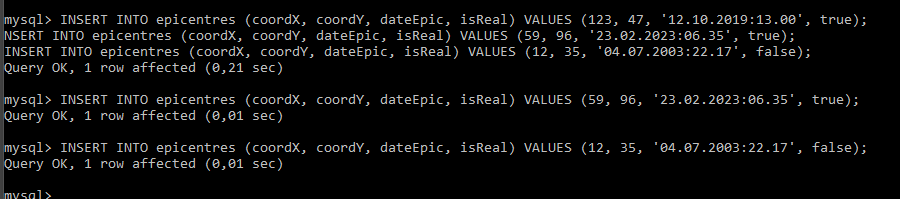 mysql> INSERT INTO epicentres (coordX, coordY, dateEpic, isReal) VALUES (123, 47, '12.10.2019:13.00', true);
NSERT INTO epicentres (coordX, coordY, dateEpic, isReal) VALUES (59, 96, '23.02.2023:06.35', true);
INSERT INTO epicentres (coordX, coordY, dateEpic, isReal) VALUES (12, 35, '04.07.2003:22.17', false);
Query OK, 1 row affected (0,21 sec)
mysql> INSERT INTO epicentres (coordX, coordY, dateEpic, isReal) VALUES (59, 96, '23.02.2023:06.35', true);
Query OK, 1 row affected (0,01 sec)
mysql> INSERT INTO epicentres (coordX, coordY, dateEpic, isReal) VALUES (12, 35, '04.07.2003:22.17', false);
Query OK, 1 row affected (0,01 sec)
mysql>